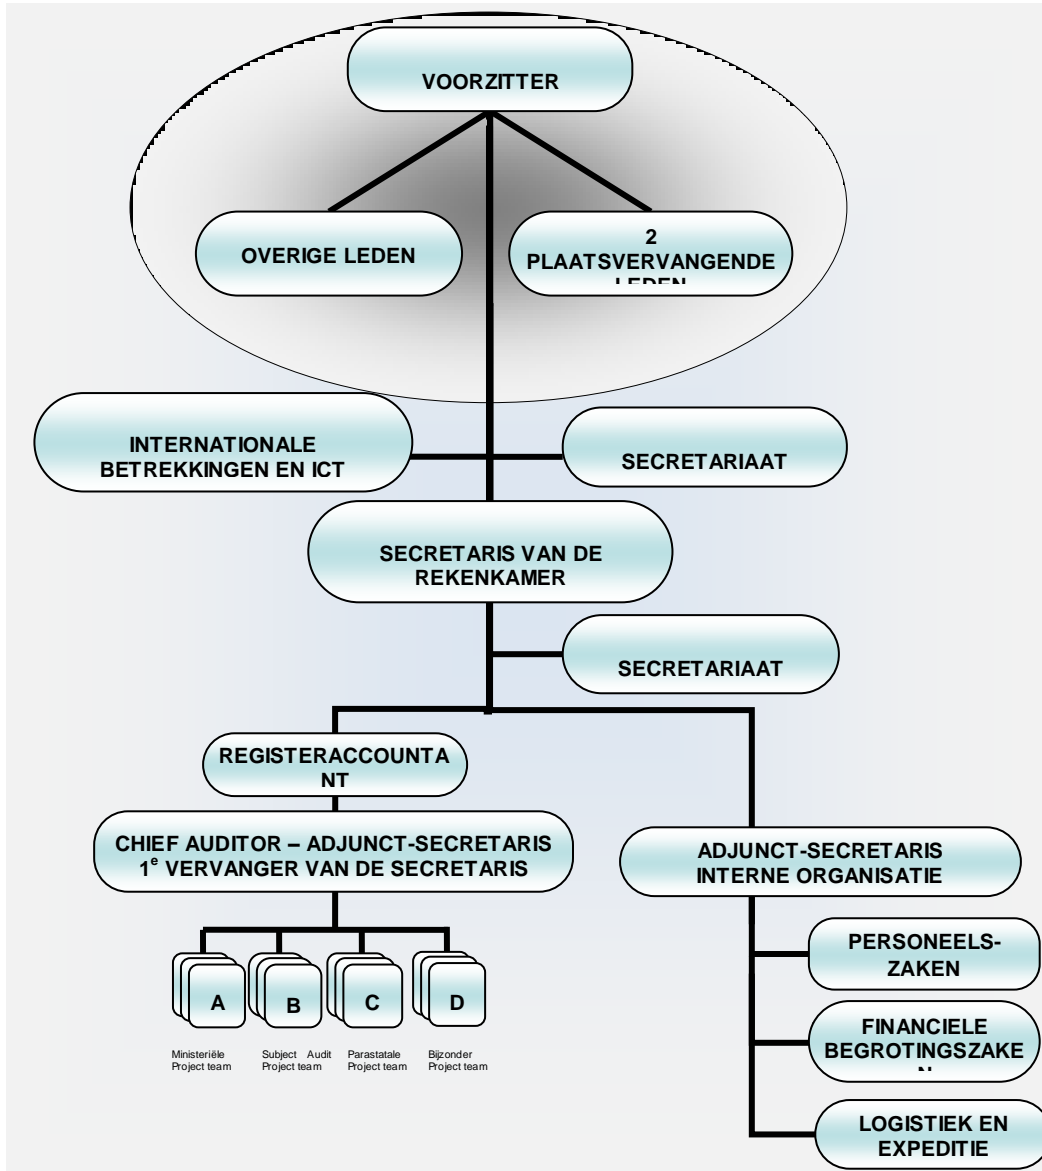 VOORZITTER
OVERIGE LEDEN
2
PLAATSVERVANGENDE
LEDEN
INTERNATIONALE
BETREKKINGEN EN ICT
SECRETARIAAT
SECRETARIS VAN DE
REKENKAMER
SECRETARIAAT
REGISTERACCOUNTA
NT
CHIEF AUDITOR – ADJUNCT-SECRETARIS
1e VERVANGER VAN DE SECRETARIS
ADJUNCT-SECRETARIS
INTERNE ORGANISATIE
PERSONEELS-
ZAKEN
A
B
C
D
FINANCIELE
BEGROTINGSZAKE
N
Ministeriële
Project team
Subject Audit
Project team
Parastatale
Project team
Bijzonder
Project team
LOGISTIEK EN
EXPEDITIE